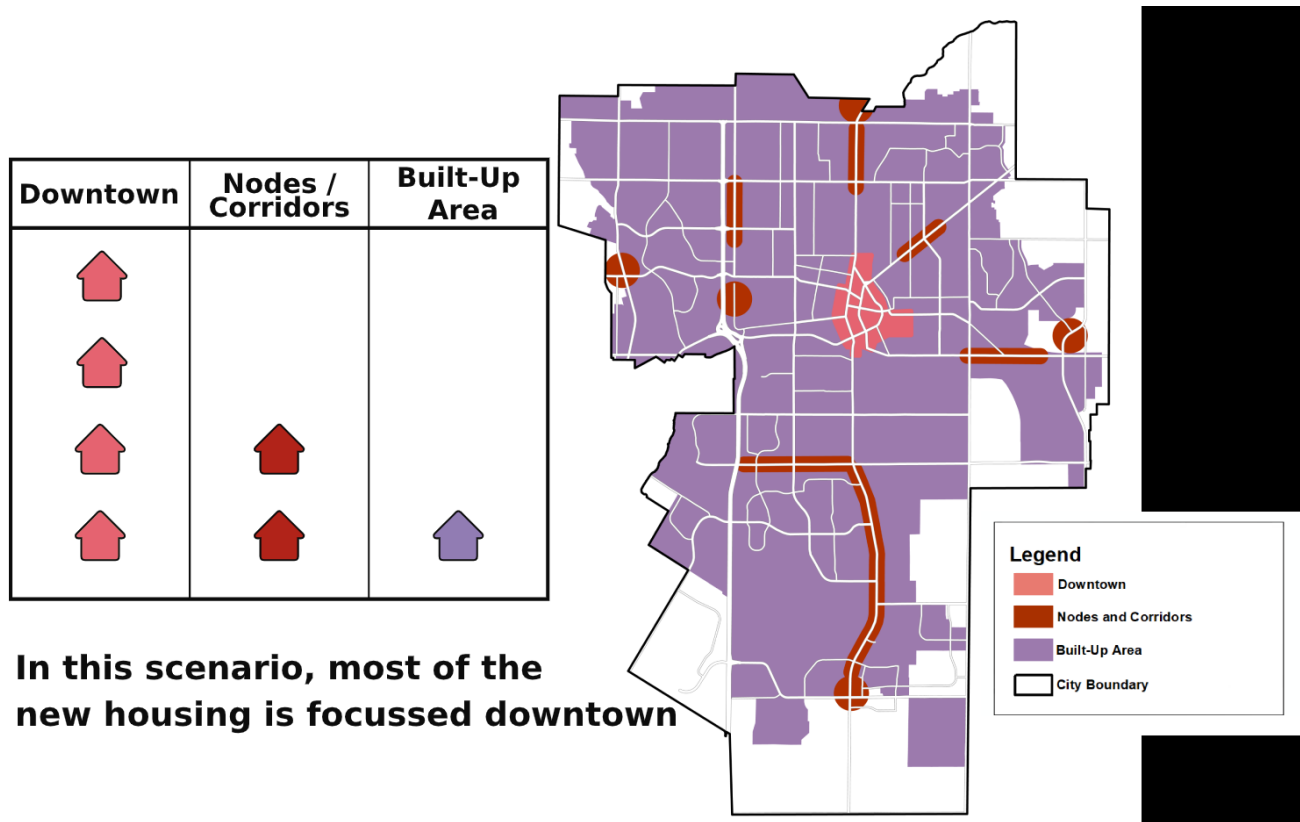 Downtown
Nodes /
Corridors
Built-Up
Area
In this scenario, most of the
new housing is focussed downtown
Legend
Downtown
Nodes and Corridors
Built-Up Area
City Boundary